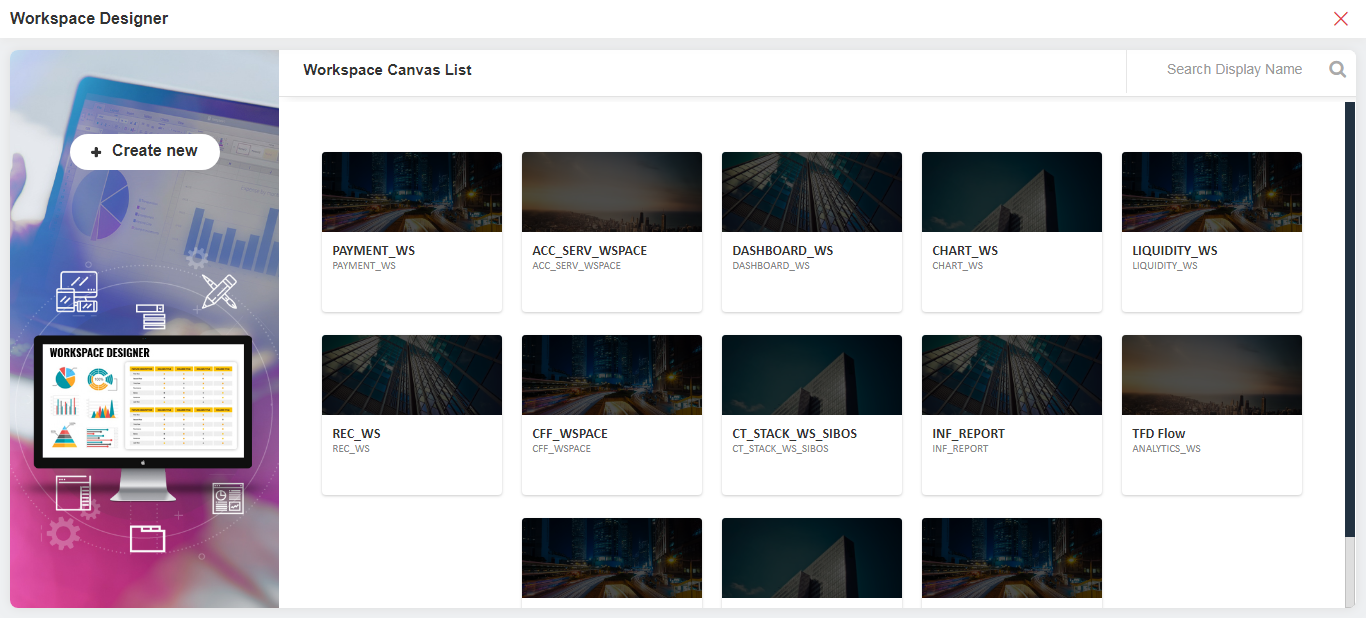 Workspace Designer
Workspace Canvas List
Search Display Name
+ Create new
WORKSPACE DESIGNER
100%
PAYMENT_WS
PAYMENT_WS
ACC_SERV_WSPACE
ACC_SERV_WSPACE
DASHBOARD_WS
DASHBOARD_WS
CHART_WS
CHART_WS
LIQUIDITY_WS
LIQUIDITY_WS
REC_WS
REC_WS
CFF_WSPACE
CFF_WSPACE
CT_STACK_WS_SIBOS
CT_STACK_WS_SIBOS
INF_REPORT
INF_REPORT
TFD Flow
ANALYTICS_WS